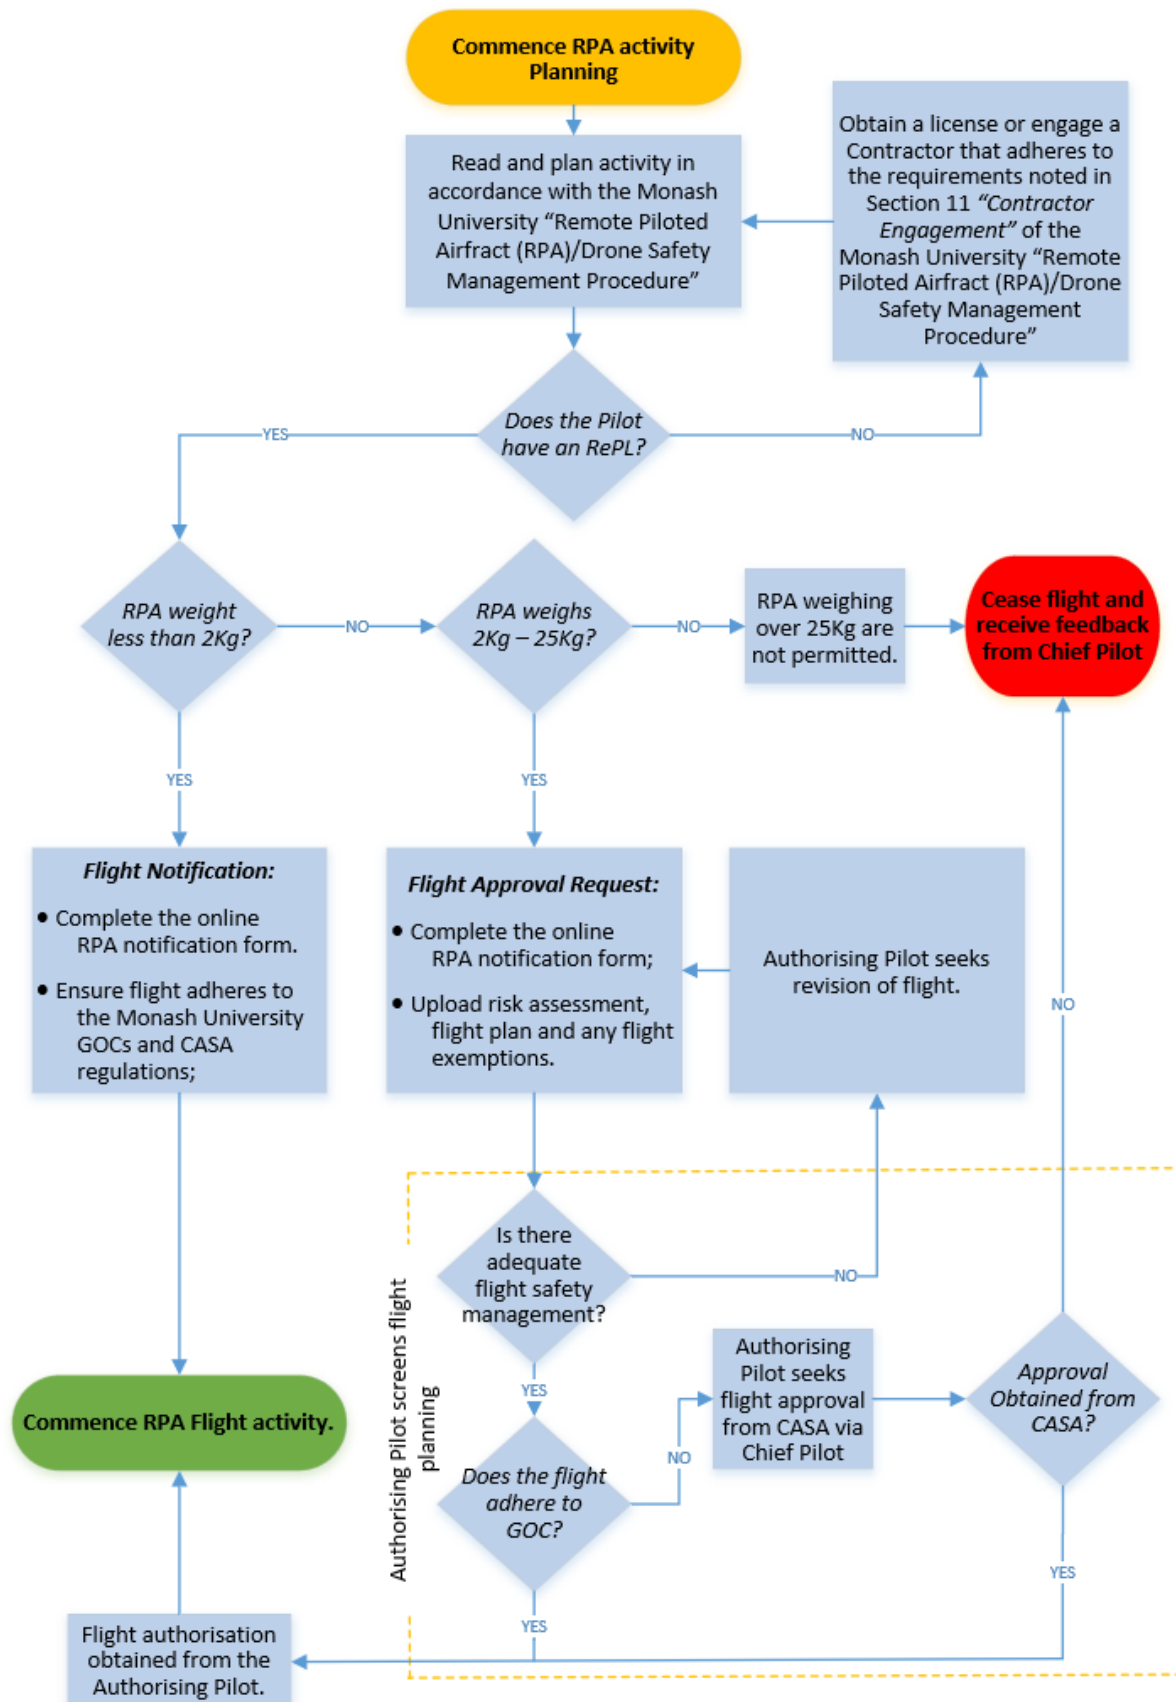 Commence RPA activity
Planning
Read and plan activity in
accordance with the Monash
University “Remote Piloted
Airfract (RPA)/Drone Safety
Management Procedure”
Obtain a license or engage a
Contractor that adheres to
the requirements noted in
Section 11 “Contractor
Engagement” of the
Monash University “Remote
Piloted Airfract (RPA)/Drone
Safety Management
Procedure”
Does the Pilot
have an RePL?
YES
NO
RPA weight
less than 2Kg?
NO
RPA weighs
2Kg – 25Kg?
NO
RPA weighing
over 25Kg are
not permitted.
Cease flight and
receive feedback
from Chief Pilot
YES
YES
Flight Notification:
• Complete the online
RPA notification form.
• Ensure flight adheres to
the Monash University
GOCs and CASA
regulations;
Flight Approval Request:
• Complete the online
RPA notification form;
• Upload risk assessment,
flight plan and any flight
exemptions.
Authorising Pilot seeks
revision of flight.
NO
Authorising Pilot screens flight
planning
Is there
adequate
flight safety
management?
NO
YES
Does the flight
adhere to
GOC?
NO
Authorising
Pilot seeks
flight approval
from CASA via
Chief Pilot
Approval
Obtained from
CASA?
YES
YES
Commence RPA Flight activity.
Flight authorisation
obtained from the
Authorising Pilot.